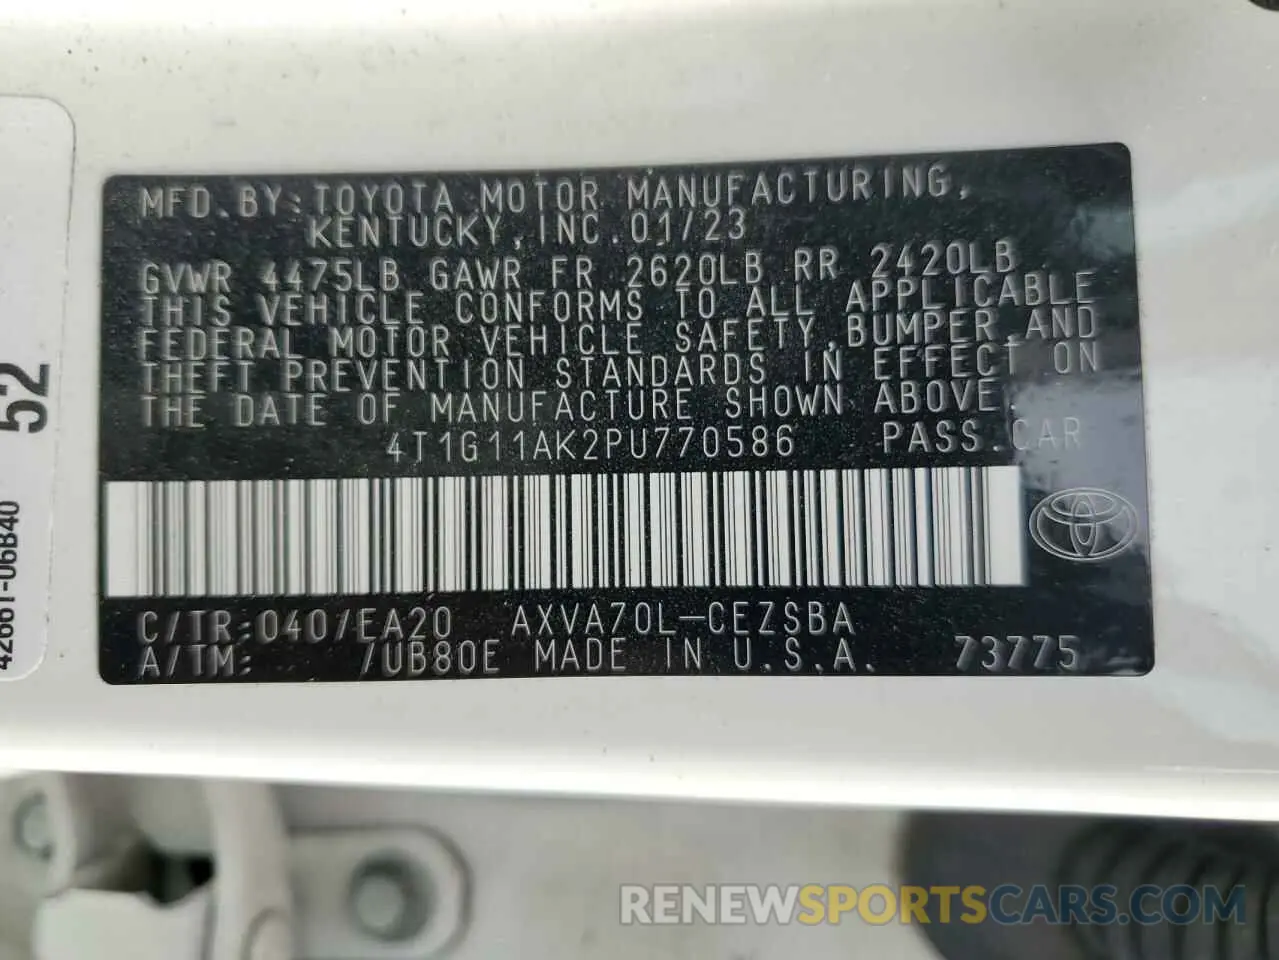 MFD. BY: TOYOTA MOTOR MANUFACTURING,
KENTUCKY, INC. 01/23
GVWR 4475LB GAWR FR 2620LB RR 2420LB
THIS VEHICLE CONFORMS TO ALL APPLICABLE
FEDERAL MOTOR VEHICLE SAFETY, BUMPER, AND
THEFT PREVENTION STANDARDS IN EFFECT ON
THE DATE OF MANUFACTURE SHOWN ABOVE.
4T1G11AK2PU770586 PASS. CAR
C/TR: 040/EA20 AXVA70L-CEZSBA
A/TM: /UB80E MADE IN U.S.A. 73775
52
42661-06B40
RENEWSPORTSCARS.COM